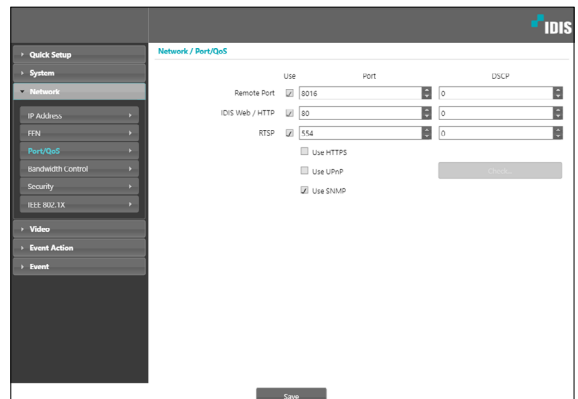 IDIS
Quick Setup
System
Network
IP Address
FEN
Port/QoS
Bandwidth Control
Security
IEEE 802.1X
Video
Event Action
Event
Network / Port/QoS
Use Port DSCP
Remote Port 8016 0
IDIS Web / HTTP 80 0
RTSP 554 0
Use HTTPS
Use UPnP Check...
Use SNMP
Save